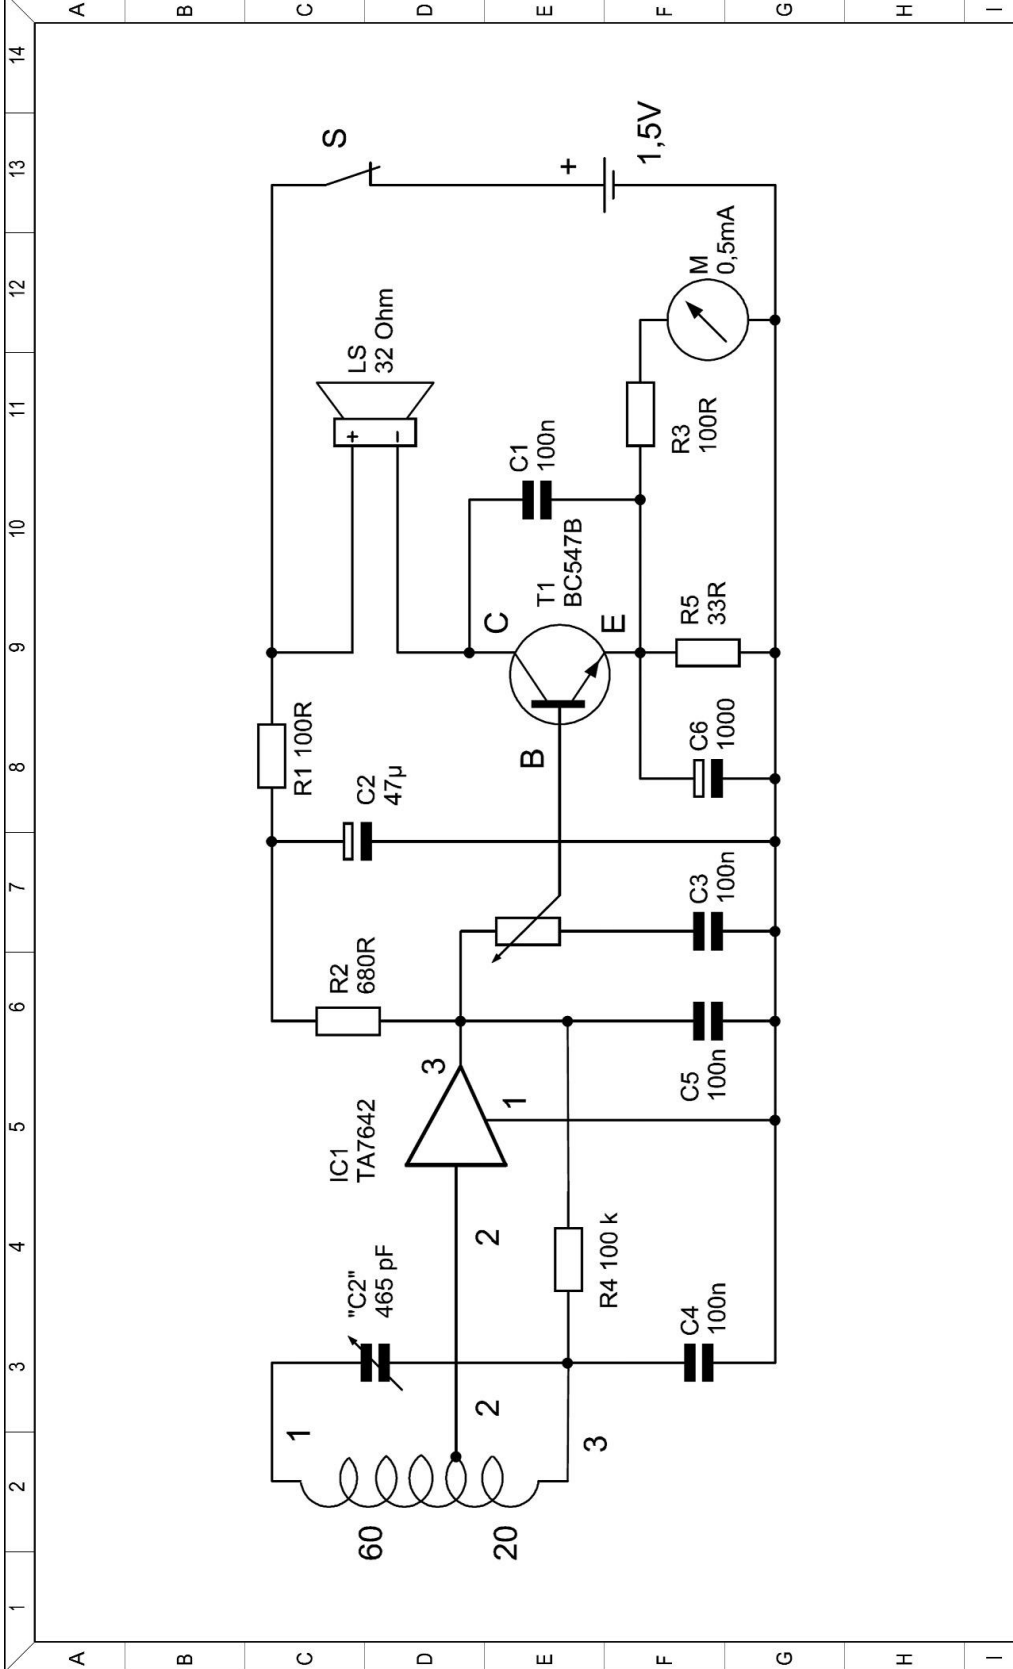 A
B
C
D
E
F
G
H
I
14
13
12
11
10
9
8
7
6
5
4
3
2
1
S
+
1,5V
M
0,5mA
LS
32 Ohm
+
–
R3
100R
C1
100n
T1
BC547B
C
E
B
R5
33R
R1 100R
C2
47µ
C6
1000
C3
100n
R2
680R
3
1
C5
100n
IC1
TA7642
2
"C2"
465 pF
R4 100 k
C4
100n
1
2
3
60
20
A
B
C
D
E
F
G
H
I